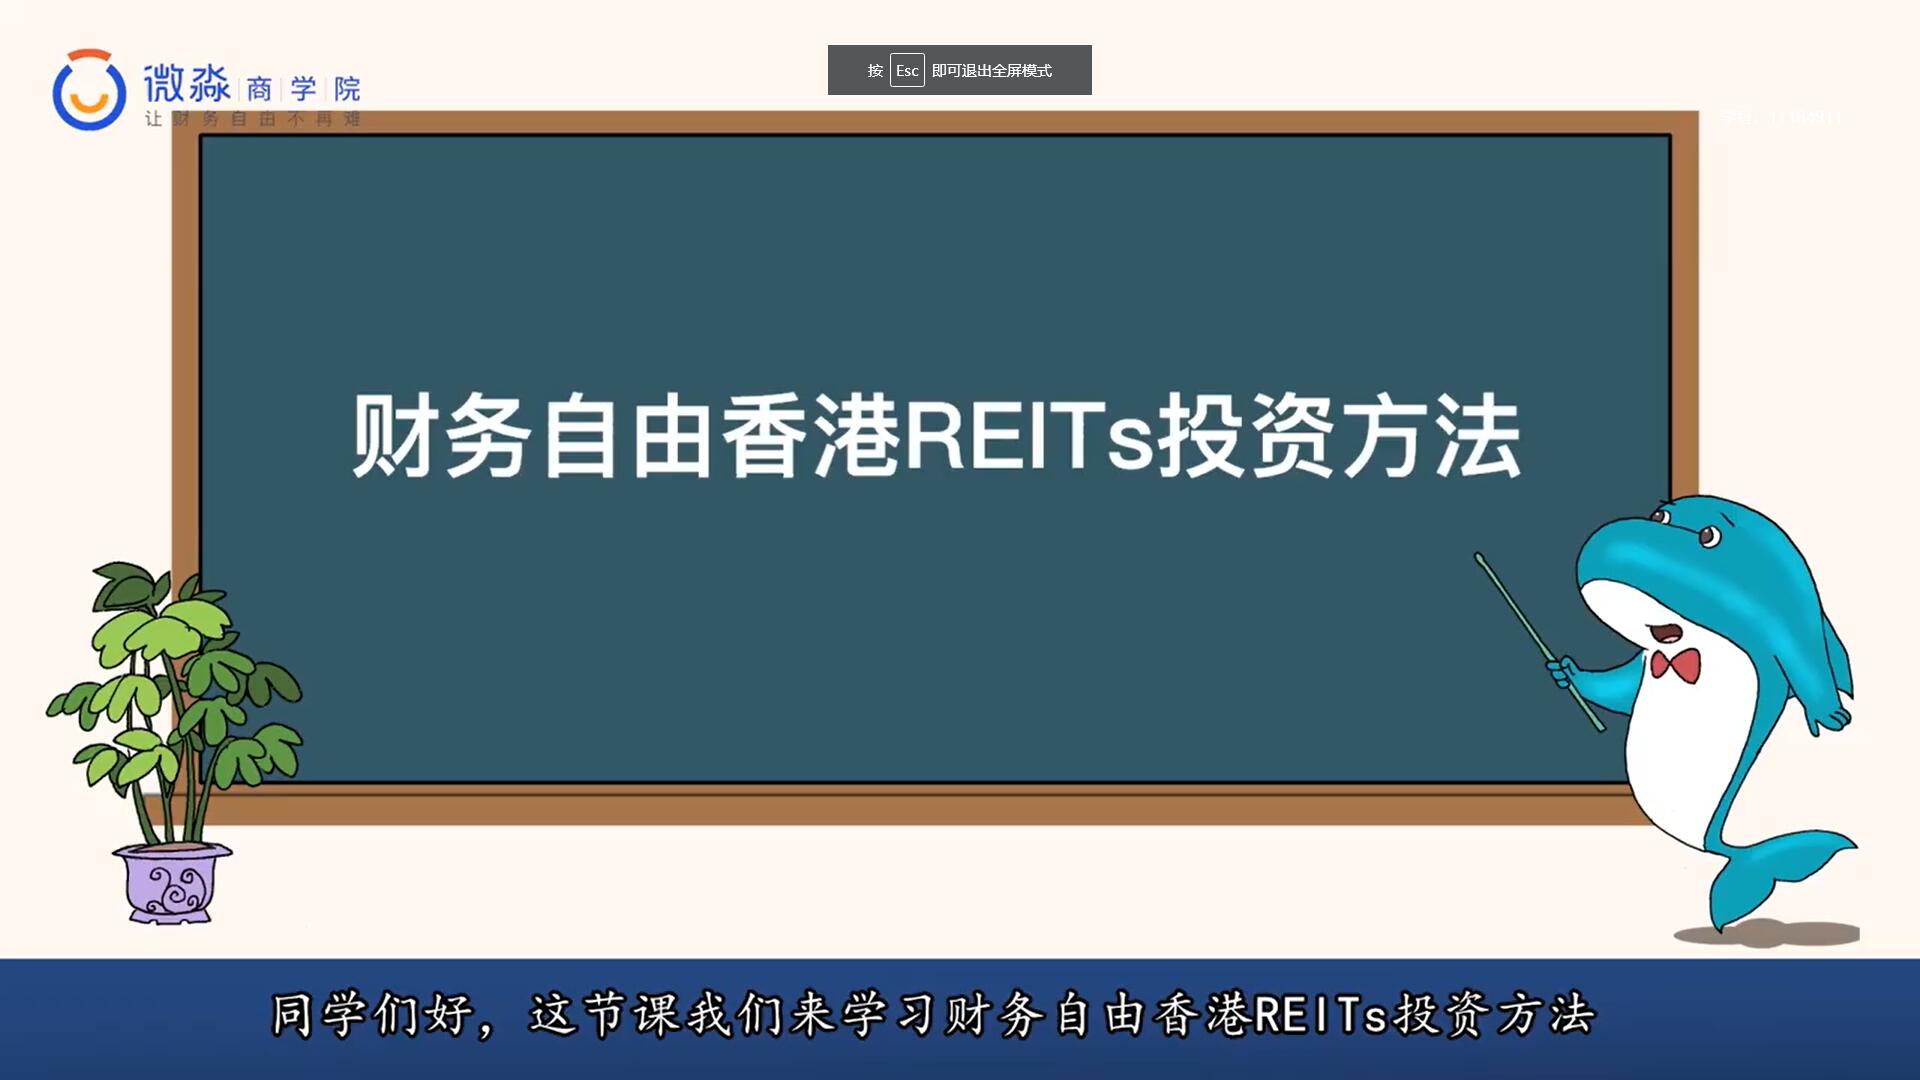 微淼 商学院
让财务自由不再难
按 Esc 即可退出全屏模式
财务自由香港REITs投资方法
同学们好，这节课我们来学习财务自由香港REITs投资方法